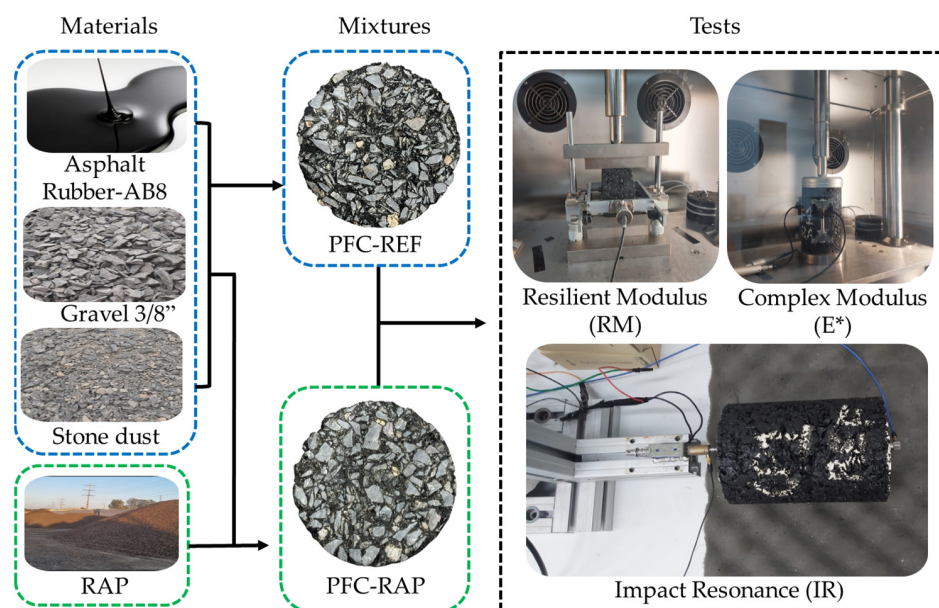 Materials
Mixtures
Tests
Asphalt
Rubber-AB8
Gravel 3/8”
Stone dust
RAP
PFC-REF
PFC-RAP
Resilient Modulus
(RM)
Complex Modulus
(E*)
Impact Resonance (IR)